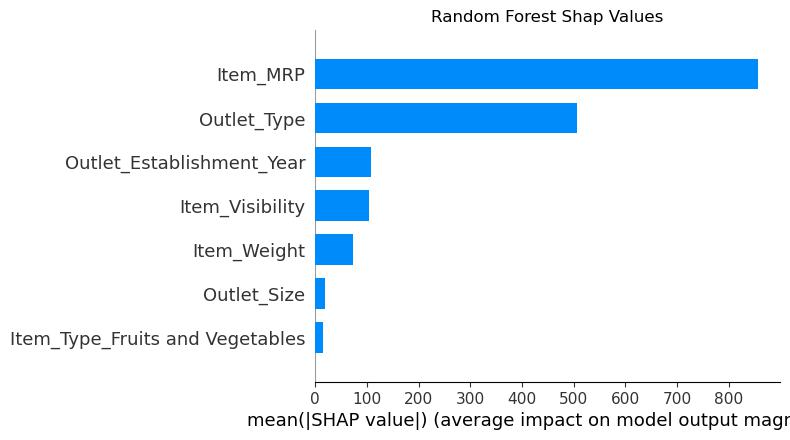 Random Forest Shap Values
Item_MRP
Outlet_Type
Outlet_Establishment_Year
Item_Visibility
Item_Weight
Outlet_Size
Item_Type_Fruits and Vegetables
0 100 200 300 400 500 600 700 800
mean(|SHAP value|) (average impact on model output magr